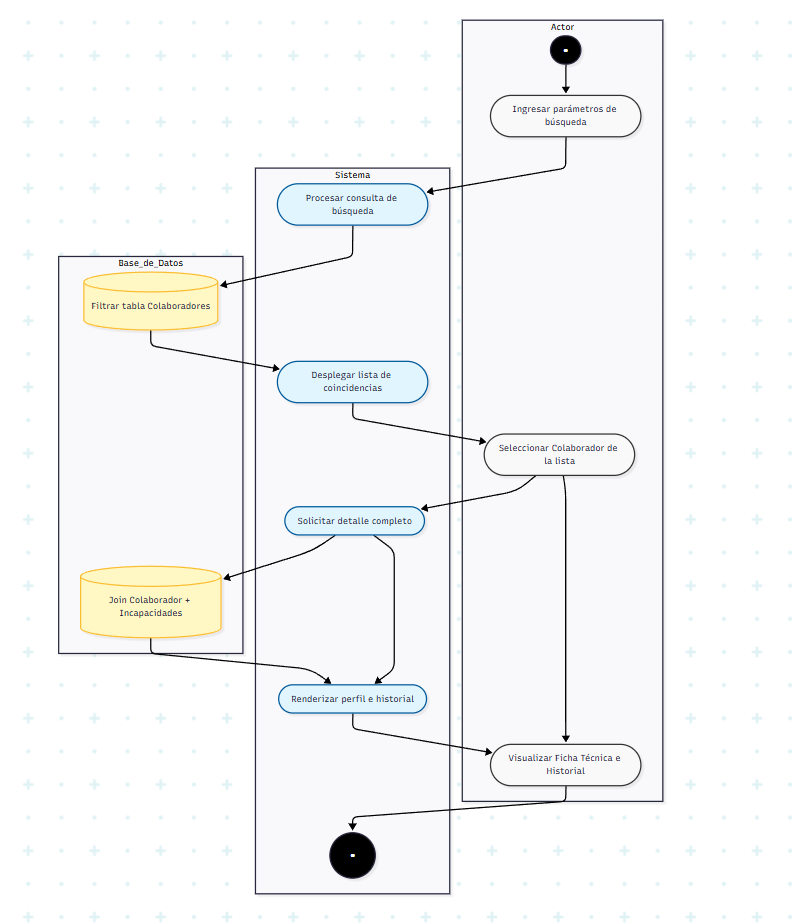 Actor
Ingresar parámetros de
búsqueda
Sistema
Procesar consulta de
búsqueda
Base_de_Datos
Filtrar tabla Colaboradores
Desplegar lista de
coincidencias
Seleccionar Colaborador de
la lista
Solicitar detalle completo
Join Colaborador +
Incapacidades
Renderizar perfil e historial
Visualizar Ficha Técnica e
Historial